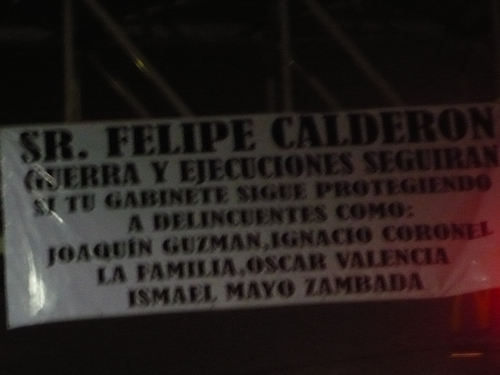 SR. FELIPE CALDERON
GUERRA Y EJECUCIONES SEGUIRAN
SI TU GABINETE SIGUE PROTEGIENDO
A DELINCUENTES COMO:
JOAQUÍN GUZMAN,IGNACIO CORONEL
LA FAMILIA,OSCAR VALENCIA
ISMAEL MAYO ZAMBADA